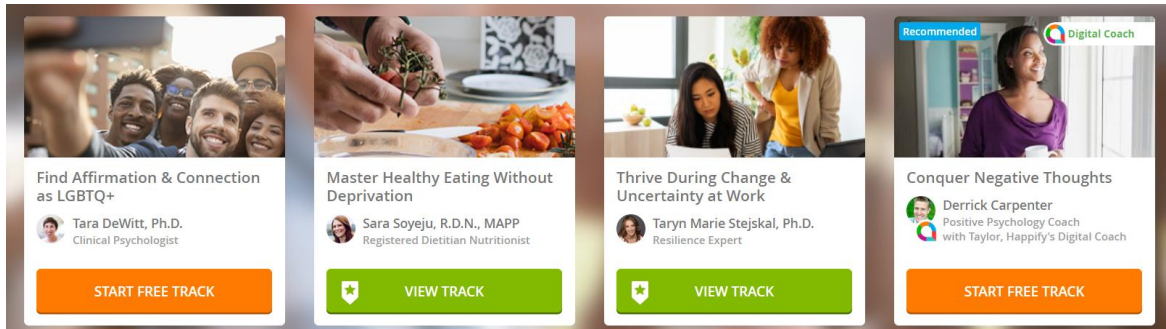 Find Affirmation & Connection
as LGBTQ+
Tara DeWitt, Ph.D.
Clinical Psychologist
START FREE TRACK
Master Healthy Eating Without
Deprivation
Sara Soyeju, R.D.N., MAPP
Registered Dietitian Nutritionist
VIEW TRACK
Thrive During Change &
Uncertainty at Work
Taryn Marie Stejskal, Ph.D.
Resilience Expert
VIEW TRACK
Recommended
Digital Coach
Conquer Negative Thoughts
Derrick Carpenter
Positive Psychology Coach
with Taylor, Happify's Digital Coach
START FREE TRACK